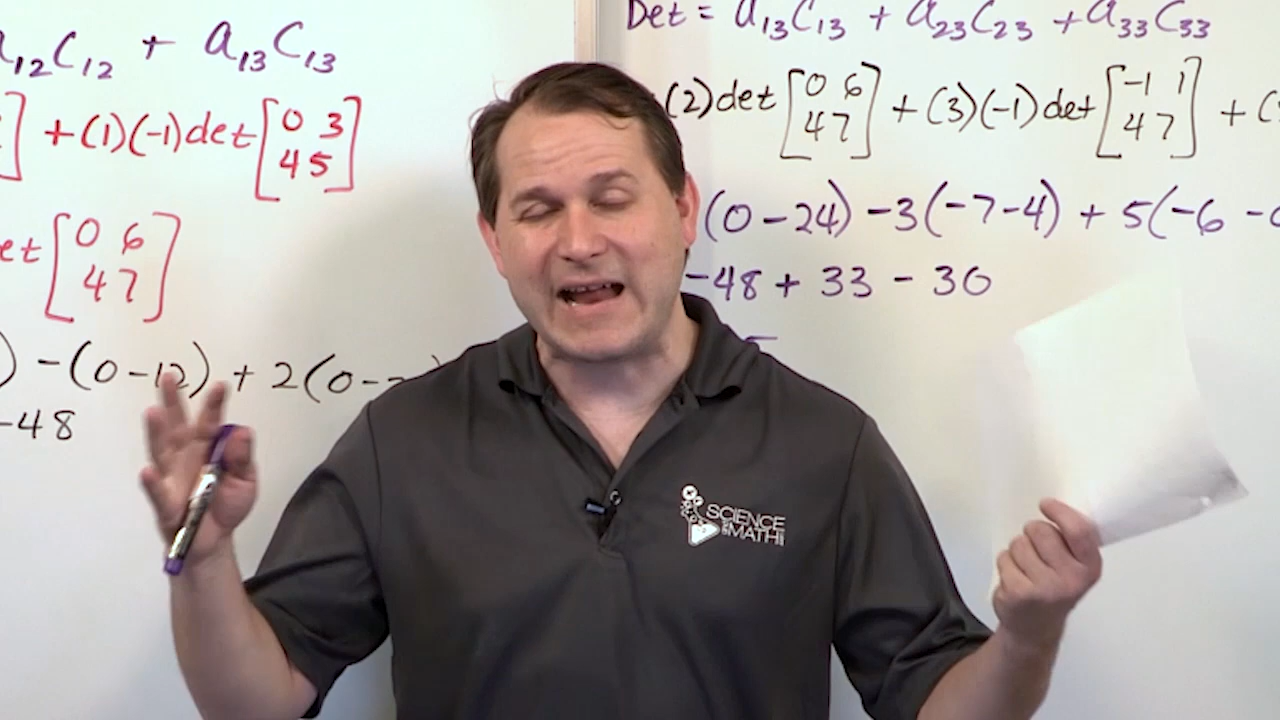 a₁₂C₁₂ + a₁₃C₁₃
] +(1)(-1)det[0 3
4 5]
et[0 6
4 7]
) -(0-12) + 2(0-2
-48
Det = a₁₃C₁₃ + a₂₃C₂₃ + a₃₃C₃₃
(2)det[0 6
4 7] + (3)(-1)det[-1 1
4 7] + (
(0-24) -3(-7-4) + 5(-6 -
-48 + 33 - 30
SCIENCE
MATH